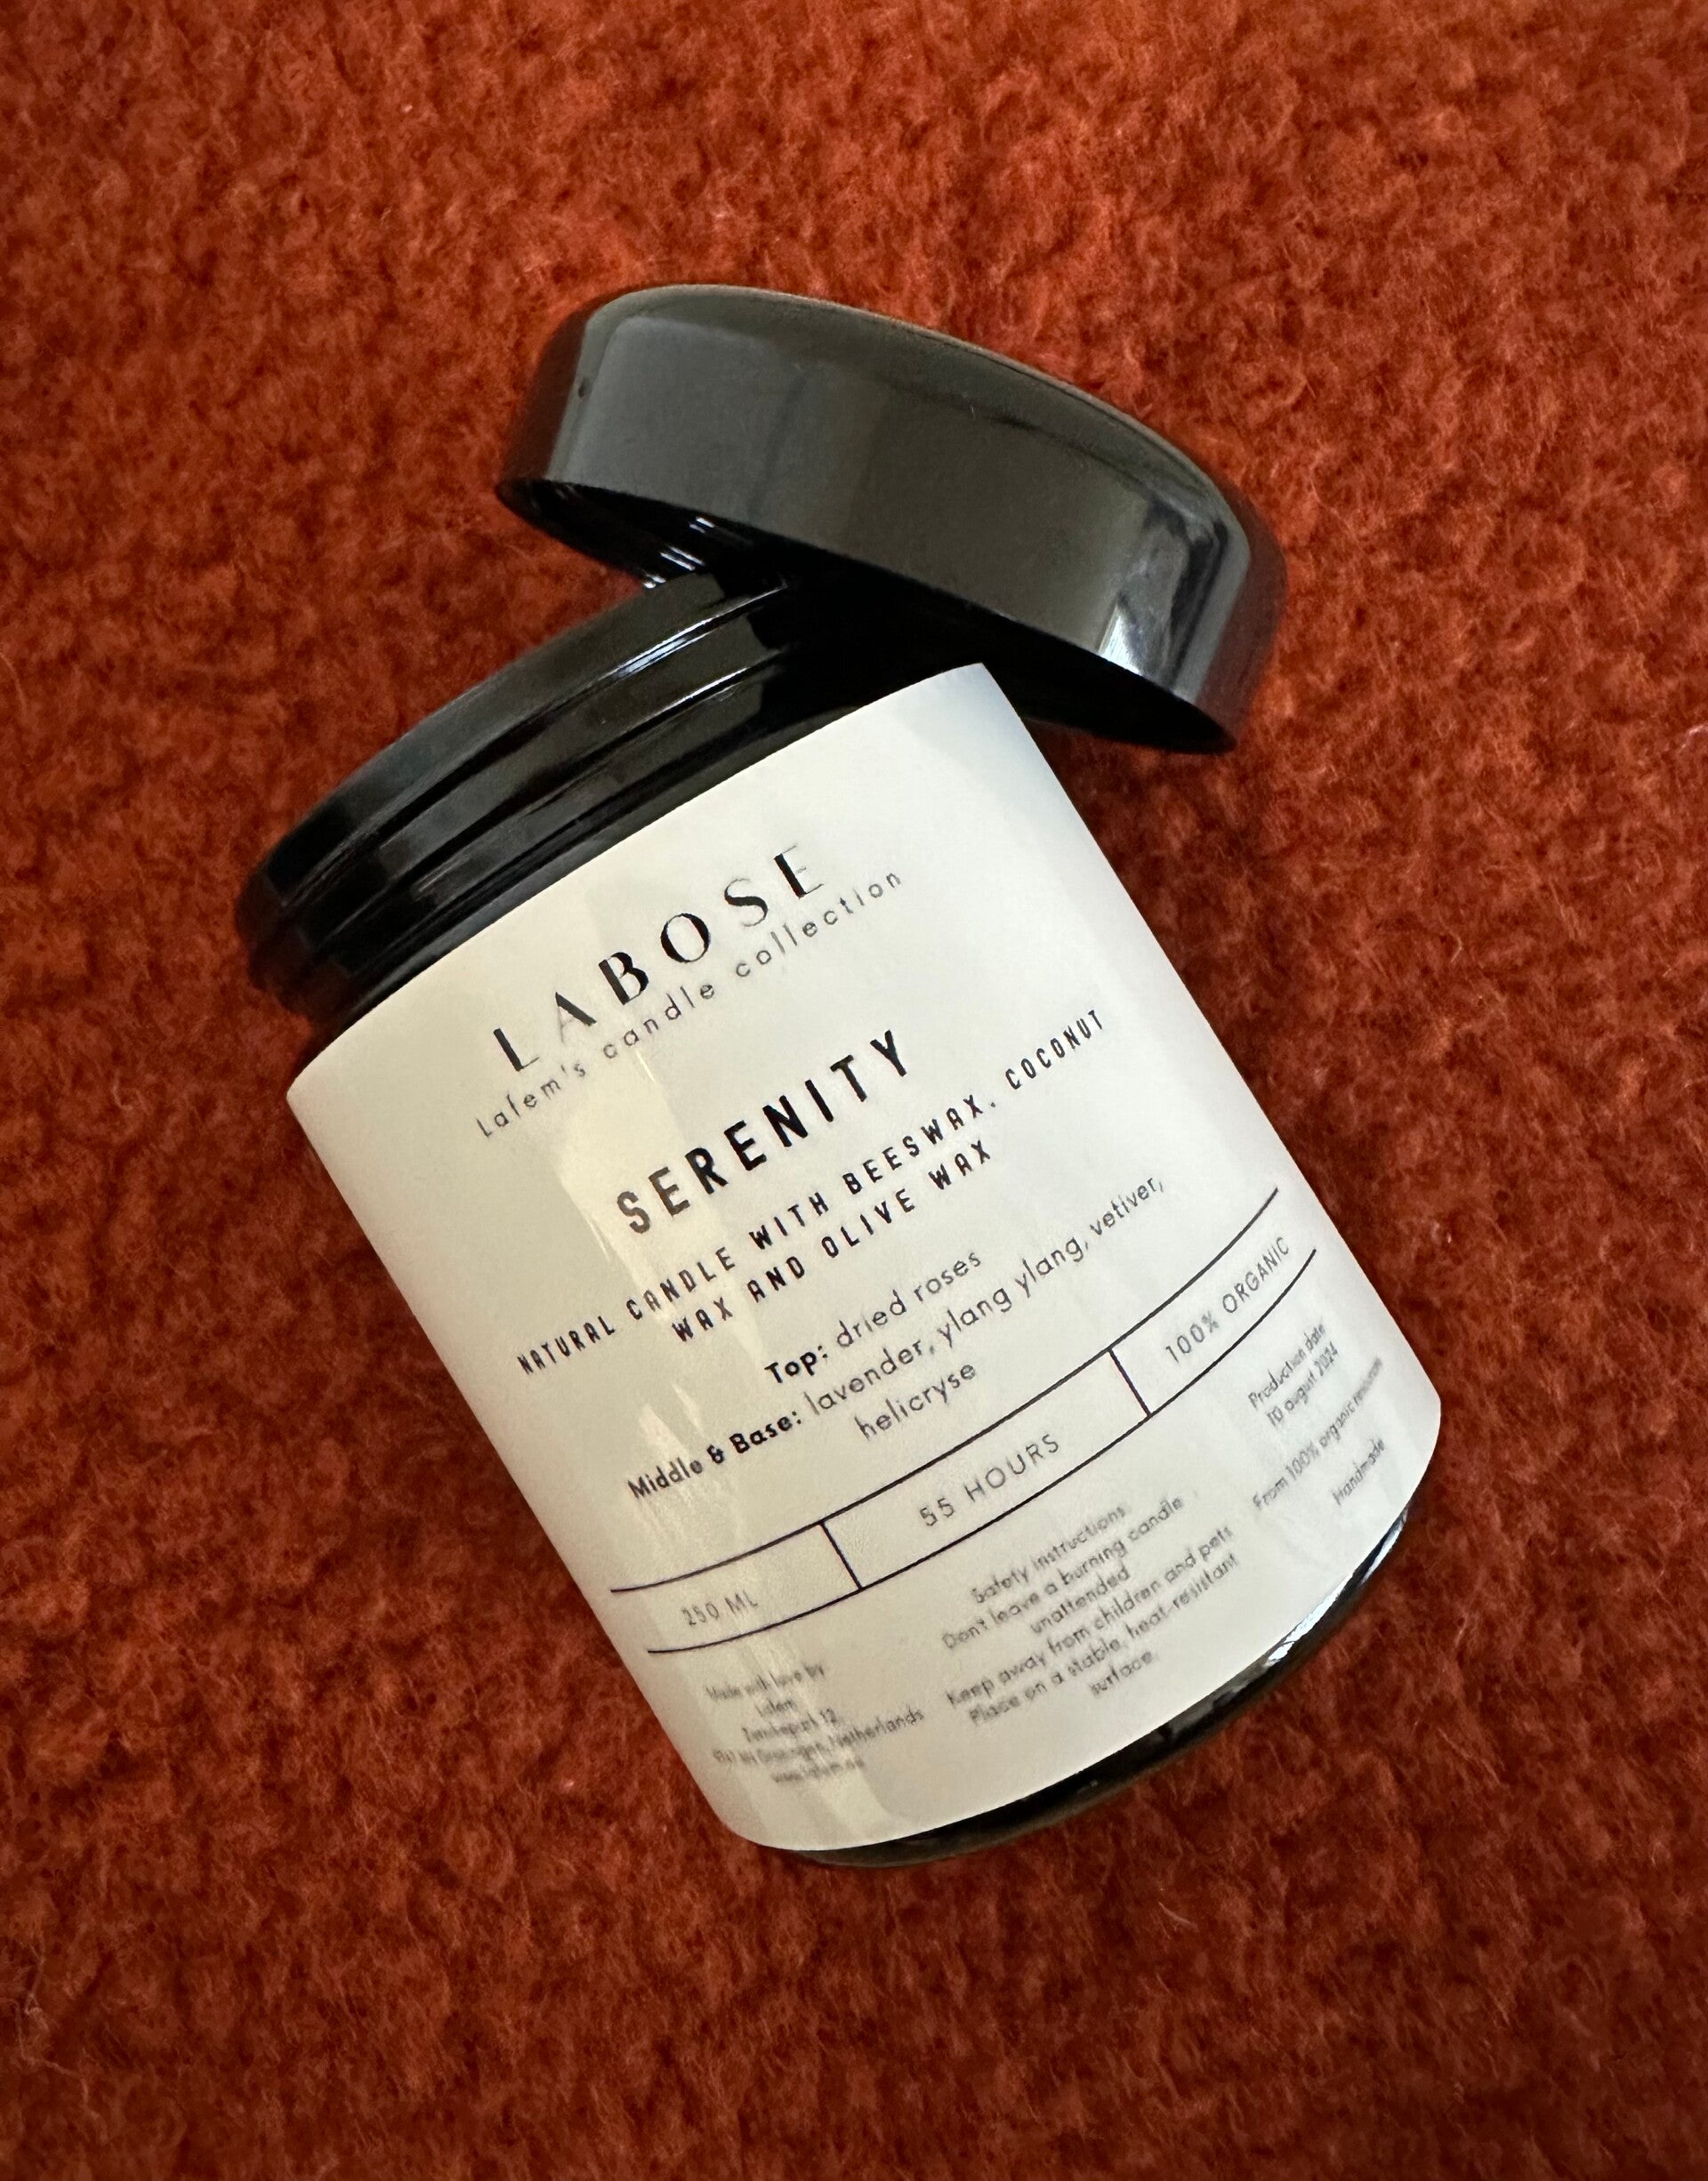 LABOSE
Lafem's candle collection
SERENITY
NATURAL CANDLE WITH BEESWAX, COCONUT
WAX AND OLIVE WAX
Top: dried roses
Middle & Base: lavender, ylang ylang, vetiver,
helicryse
250 ML
55 HOURS
100% ORGANIC
Made with love by
Lafem
12
Groningen, Netherlands
Safety instructions:
Don't leave a burning candle
unattended
Keep away from children and pets
Place on a stable, heat-resistant
surface.
Production date
10 august 2024
From 100% organic
Handmade